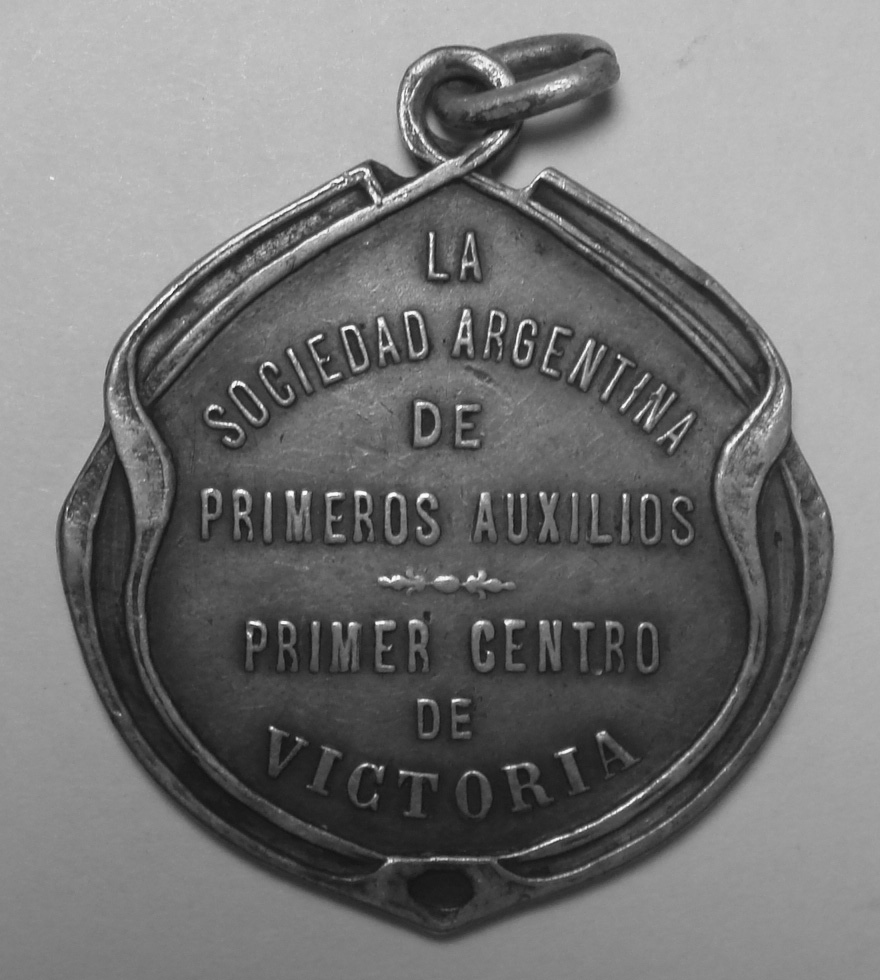 LA
SOCIEDAD ARGENTINA
DE
PRIMEROS AUXILIOS
PRIMER CENTRO
DE
VICTORIA